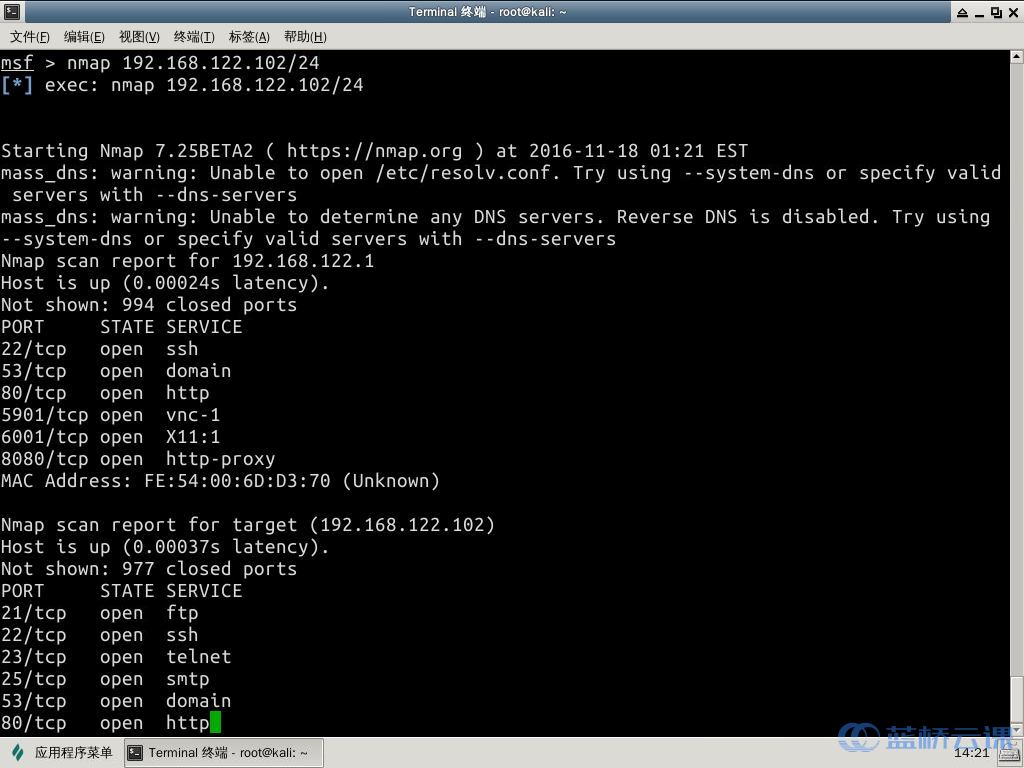 Terminal 终端 - root@kali: ~
文件(F) 编辑(E) 视图(V) 终端(T) 标签(A) 帮助(H)
msf > nmap 192.168.122.102/24
[*] exec: nmap 192.168.122.102/24
Starting Nmap 7.25BETA2 ( https://nmap.org ) at 2016-11-18 01:21 EST
mass_dns: warning: Unable to open /etc/resolv.conf. Try using --system-dns or specify valid
servers with --dns-servers
mass_dns: warning: Unable to determine any DNS servers. Reverse DNS is disabled. Try using
--system-dns or specify valid servers with --dns-servers
Nmap scan report for 192.168.122.1
Host is up (0.00024s latency).
Not shown: 994 closed ports
PORT     STATE SERVICE
22/tcp   open  ssh
53/tcp   open  domain
80/tcp   open  http
5901/tcp open  vnc-1
6001/tcp open  X11:1
8080/tcp open  http-proxy
MAC Address: FE:54:00:6D:D3:70 (Unknown)
Nmap scan report for target (192.168.122.102)
Host is up (0.00037s latency).
Not shown: 977 closed ports
PORT     STATE SERVICE
21/tcp   open  ftp
22/tcp   open  ssh
23/tcp   open  telnet
25/tcp   open  smtp
53/tcp   open  domain
80/tcp   open  http
蓝桥云课
应用程序菜单 Terminal 终端 - root@kali: ~ 14:21